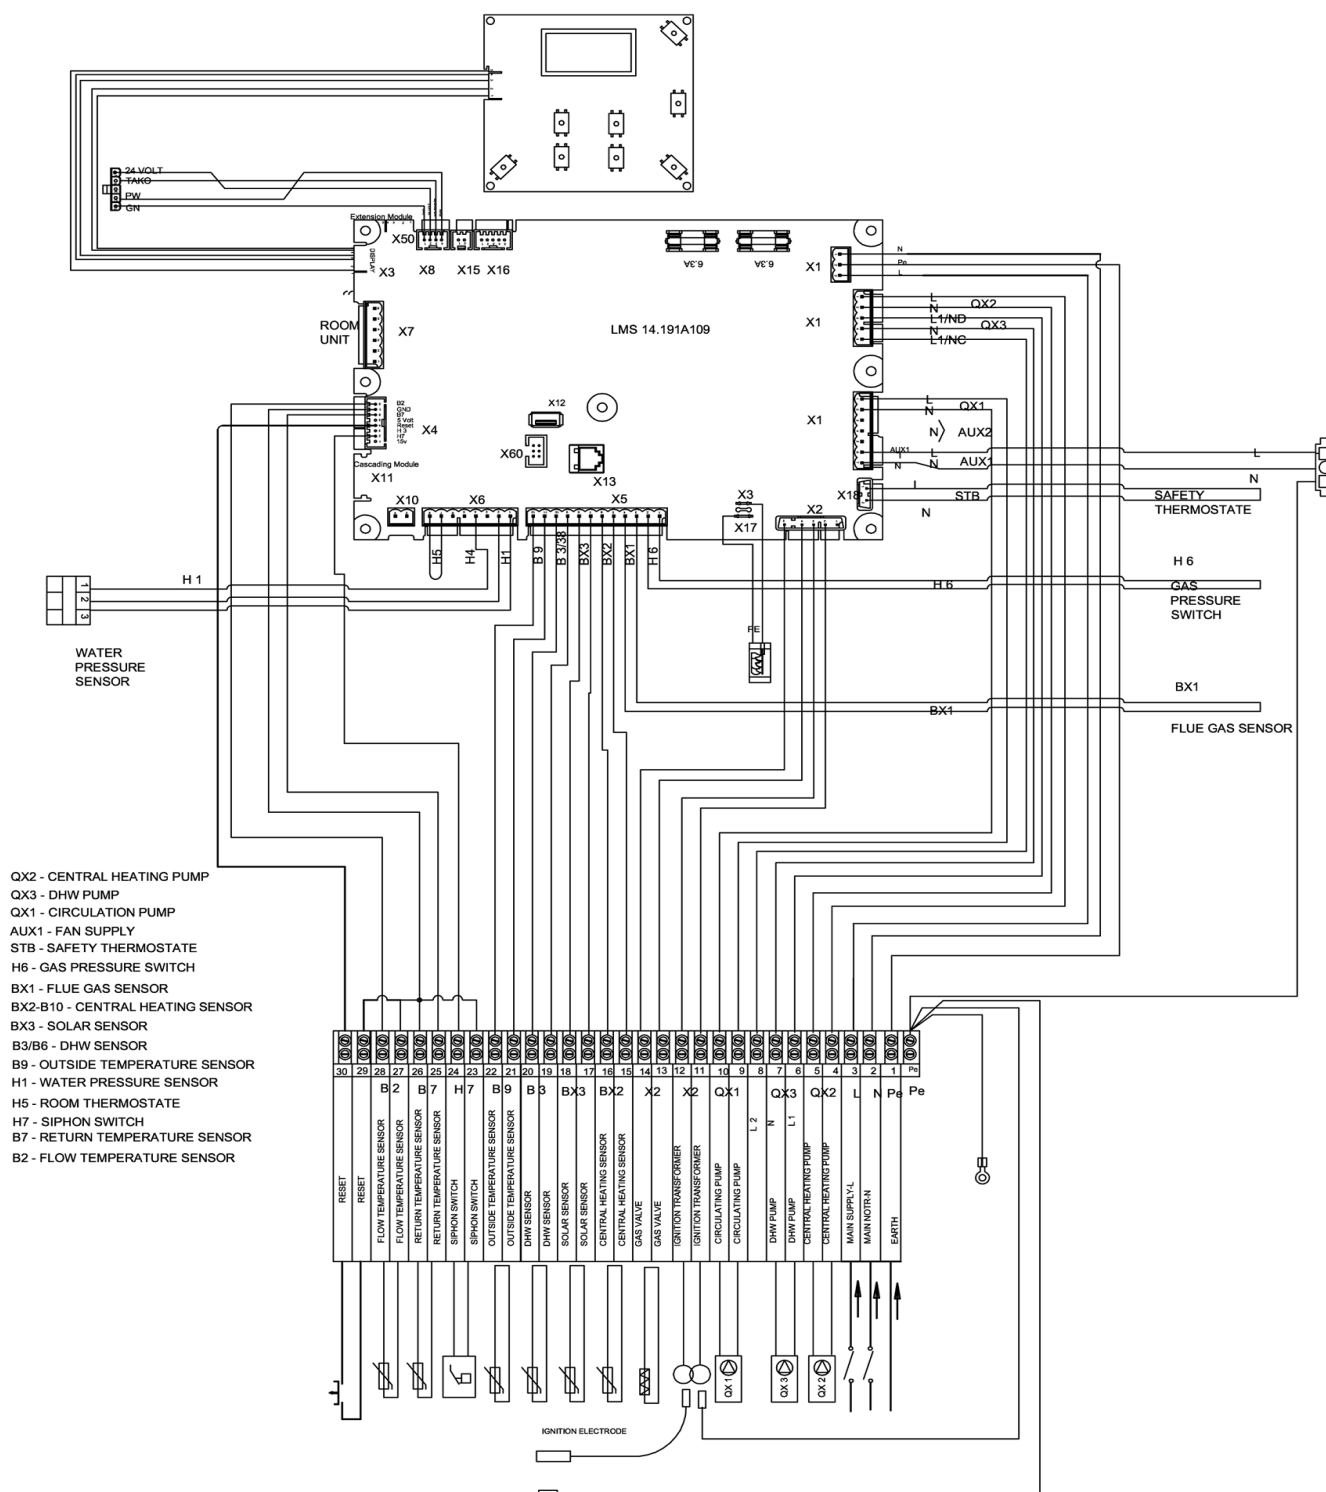 24 VOLT
TAKO
PW
GN
Extension Module
X50
DISPLAY
X3
X8
X15
X16
6.3A
6.3A
X1
N
Pe
L
ROOM
UNIT
X7
LMS 14.191A109
X1
L
N
QX2
L1/ND
N
QX3
L1/NC
B2
GND
B7
5 Volt
Reset
H 3
H7
15v
X4
Cascading Module
X11
X12
X60
X13
X1
L
N
QX1
N
AUX2
AUX1
L
N
L
N
AUX1
X18
L
STB
N
L
N
SAFETY
THERMOSTATE
X10
X6
X5
X3
X17
X2
H5
H4
H1
B 9
B 3/38
BX3
BX2
BX1
H 6
H 1
1
2
3
WATER
PRESSURE
SENSOR
H 6
H 6
GAS
PRESSURE
SWITCH
PE
BX1
BX1
FLUE GAS SENSOR
QX2 - CENTRAL HEATING PUMP
QX3 - DHW PUMP
QX1 - CIRCULATION PUMP
AUX1 - FAN SUPPLY
STB - SAFETY THERMOSTATE
H6 - GAS PRESSURE SWITCH
BX1 - FLUE GAS SENSOR
BX2-B10 - CENTRAL HEATING SENSOR
BX3 - SOLAR SENSOR
B3/B6 - DHW SENSOR
B9 - OUTSIDE TEMPERATURE SENSOR
H1 - WATER PRESSURE SENSOR
H5 - ROOM THERMOSTATE
H7 - SIPHON SWITCH
B7 - RETURN TEMPERATURE SENSOR
B2 - FLOW TEMPERATURE SENSOR
30 29 28 27 26 25 24 23 22 21 20 19 18 17 16 15 14 13 12 11 10 9 8 7 6 5 4 3 2 1 Pe
B 2 B 7 H 7 B 9 B 3 BX3 BX2 X2 X2 QX1 QX3 QX2 L N Pe Pe
L 2
N
L 1
RESET
RESET
FLOW TEMPERATURE SENSOR
FLOW TEMPERATURE SENSOR
RETURN TEMPERATURE SENSOR
RETURN TEMPERATURE SENSOR
SIPHON SWITCH
SIPHON SWITCH
OUTSIDE TEMPERATURE SENSOR
OUTSIDE TEMPERATURE SENSOR
DHW SENSOR
DHW SENSOR
SOLAR SENSOR
SOLAR SENSOR
CENTRAL HEATING SENSOR
CENTRAL HEATING SENSOR
GAS VALVE
GAS VALVE
IGNITION TRANSFORMER
IGNITION TRANSFORMER
CIRCULATING PUMP
CIRCULATING PUMP
DHW PUMP
DHW PUMP
CENTRAL HEATING PUMP
CENTRAL HEATING PUMP
MAIN SUPPLY-L
MAIN NOTR-N
EARTH
QX 1
QX 3
QX 2
IGNITION ELECTRODE